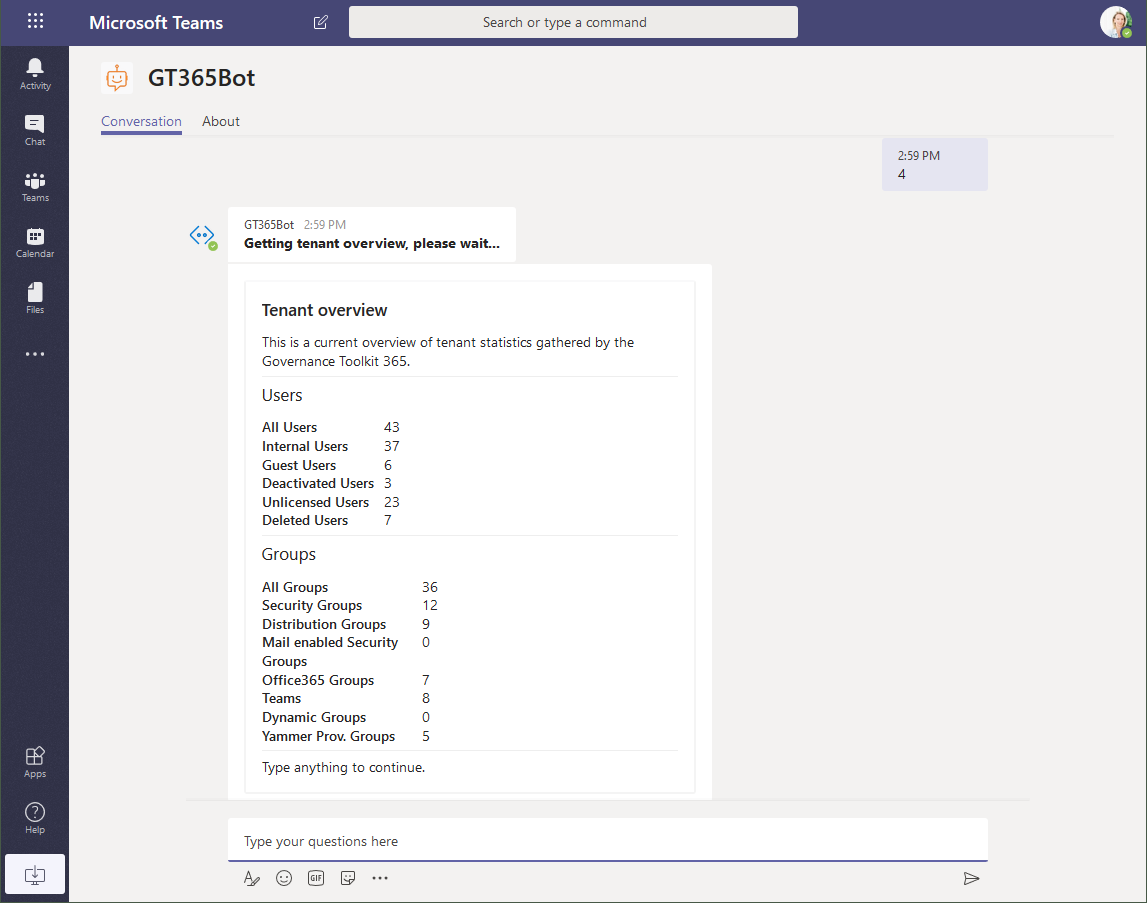 Microsoft Teams
Search or type a command
Activity
Chat
Teams
Calendar
Files
Apps
Help
GT365Bot
Conversation About
2:59 PM
4
GT365Bot 2:59 PM
Getting tenant overview, please wait...
Tenant overview
This is a current overview of tenant statistics gathered by the
Governance Toolkit 365.
Users
All Users 43
Internal Users 37
Guest Users 6
Deactivated Users 3
Unlicensed Users 23
Deleted Users 7
Groups
All Groups 36
Security Groups 12
Distribution Groups 9
Mail enabled Security 0
Groups
Office365 Groups 7
Teams 8
Dynamic Groups 0
Yammer Prov. Groups 5
Type anything to continue.
Type your questions here
GIF